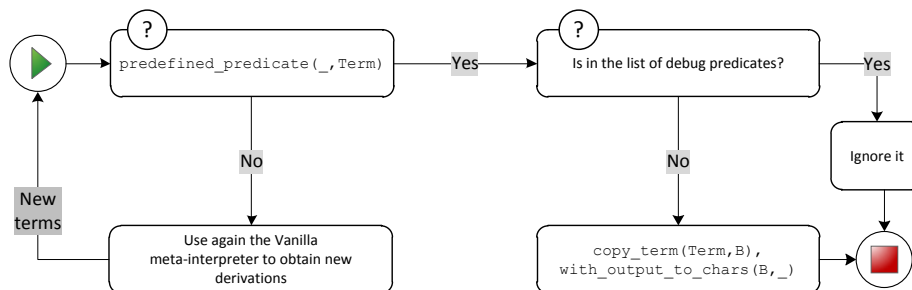 ?
predefined_predicate(_,Term)
Yes
?
Is in the list of debug predicates?
Yes
No
No
Ignore it
New
terms
Use again the Vanilla
meta-interpreter to obtain new
derivations
copy_term(Term,B),
with_output_to_chars(B,_)